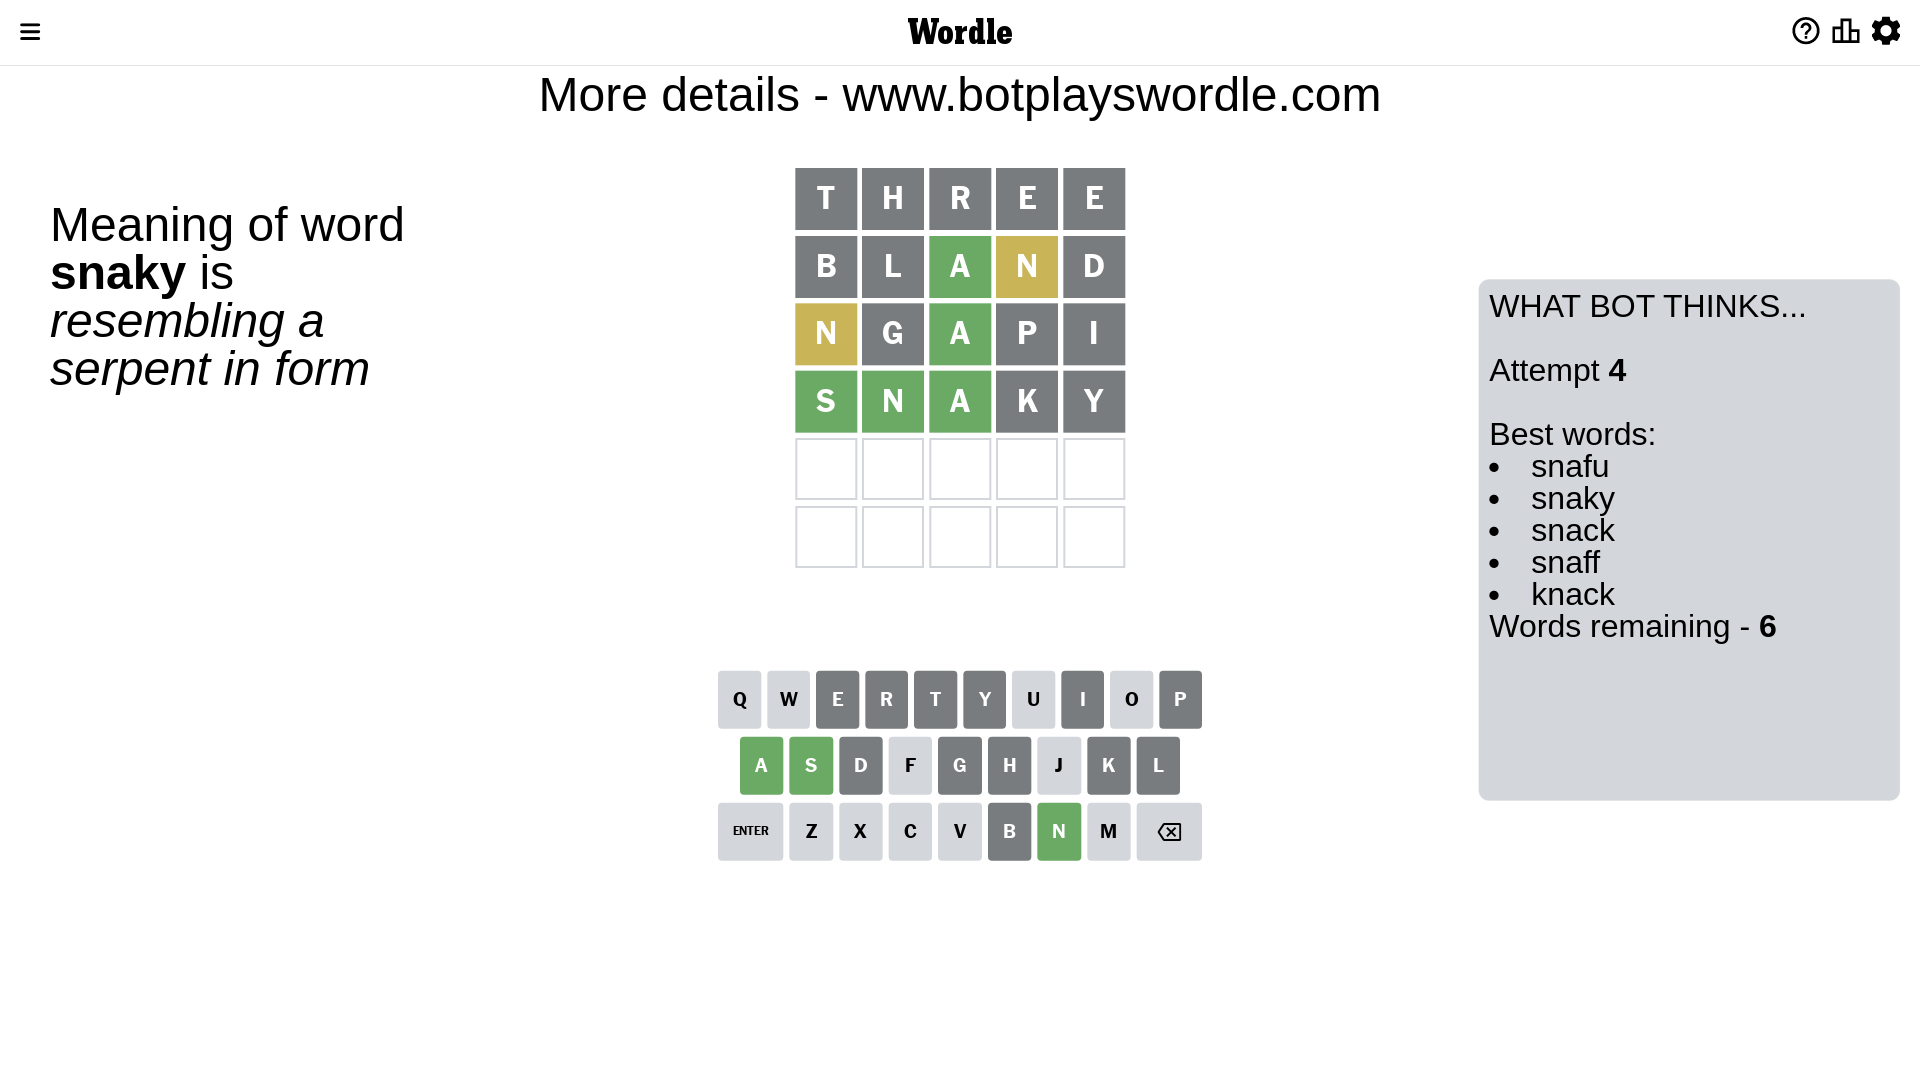 Wordle
More details - www.botplayswordle.com
Meaning of word
snaky is
resembling a
serpent in form
T H R E E
B L A N D
N G A P I
S N A K Y
WHAT BOT THINKS...
Attempt 4
Best words:
• snafu
• snaky
• snack
• snaff
• knack
Words remaining - 6
Q W E R T Y U I O P
A S D F G H J K L
ENTER Z X C V B N M